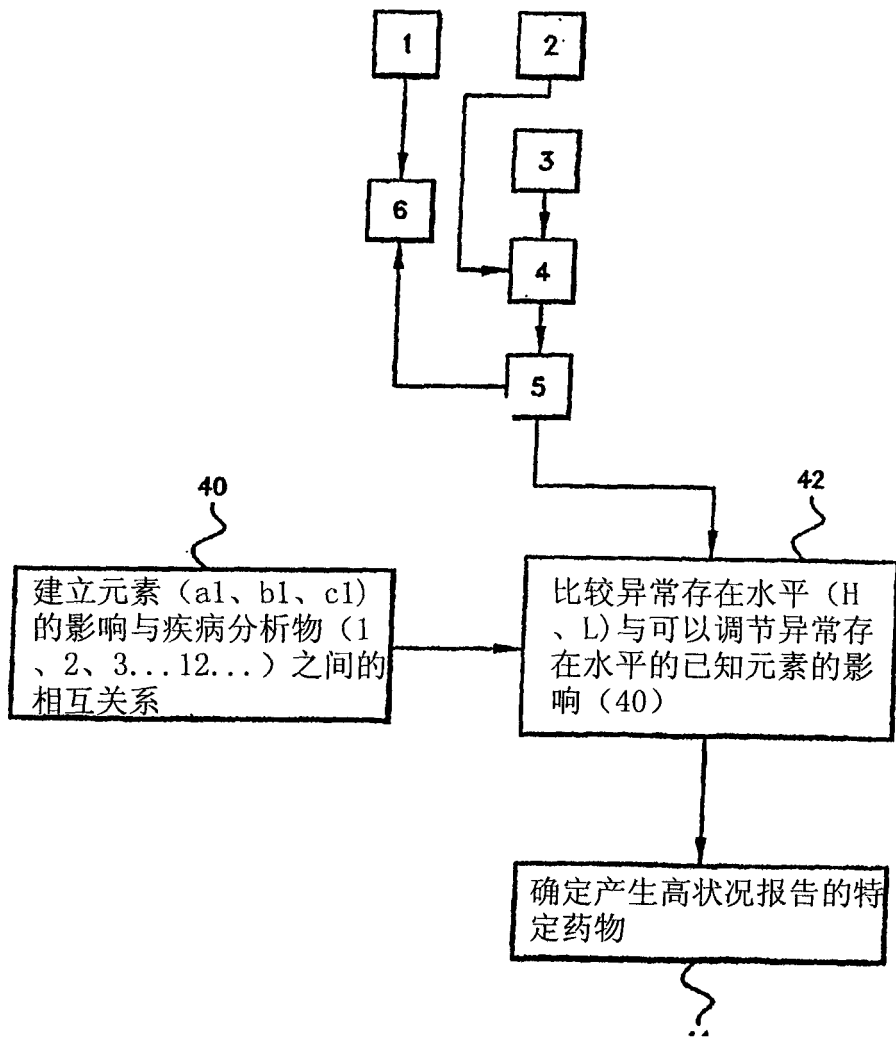 1
2
3
6
4
5
40
42
建立元素（a1、b1、c1）
的影响与疾病分析物（1
、2、3...12...）之间的
相互关系
比较异常存在水平（H
、L)与可以调节异常存
在水平的己知元素的影
响（40）
确定产生高状况报告的特
定药物